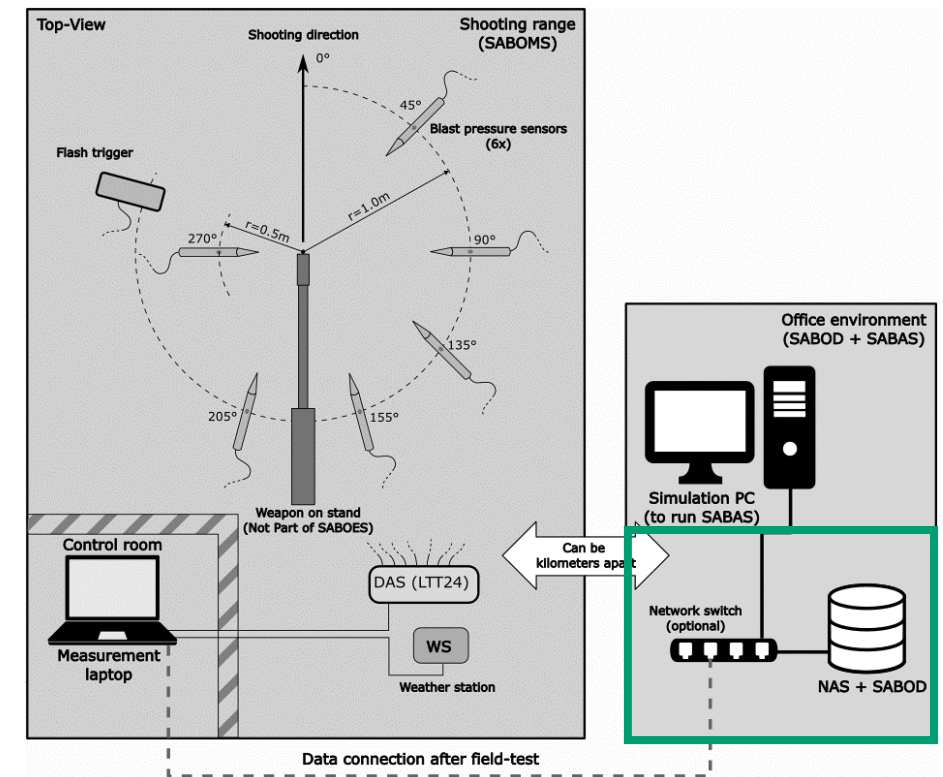 Top-View
Shooting range
(SABOMS)
Shooting direction
0°
45°
Blast pressure sensors
(6x)
Flash trigger
r=1.0m
r=0.5m
270°
90°
135°
205°
155°
Weapon on stand
(Not Part of SABOES)
Control room
Measurement
laptop
DAS (LTT24)
WS
Weather station
Can be
kilometers apart
Office environment
(SABOD + SABAS)
Simulation PC
(to run SABAS)
Network switch
(optional)
NAS + SABOD
Data connection after field-test